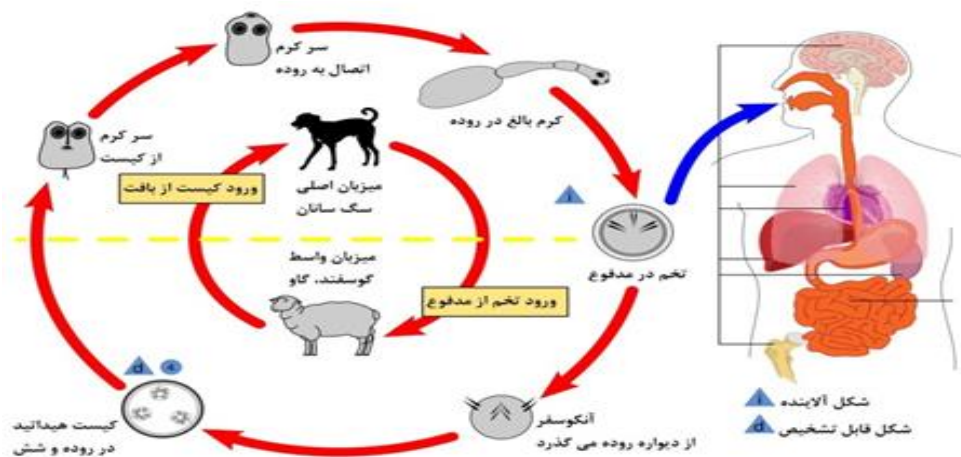 سر کرم
اتصال به روده
کرم بالغ در روده
سر کرم
از کیست
ورود کیست از بافت
میزبان اصلی
سگ سانان
i
تخم در مدفوع
میزبان واسط
گوسفند، گاو
ورود تخم از مدفوع
d
4
کیست هیداتید
در روده و شش
آنکوسفر
از دیواره روده می گذرد
i
شکل آلاینده
d
شکل قابل تشخیص